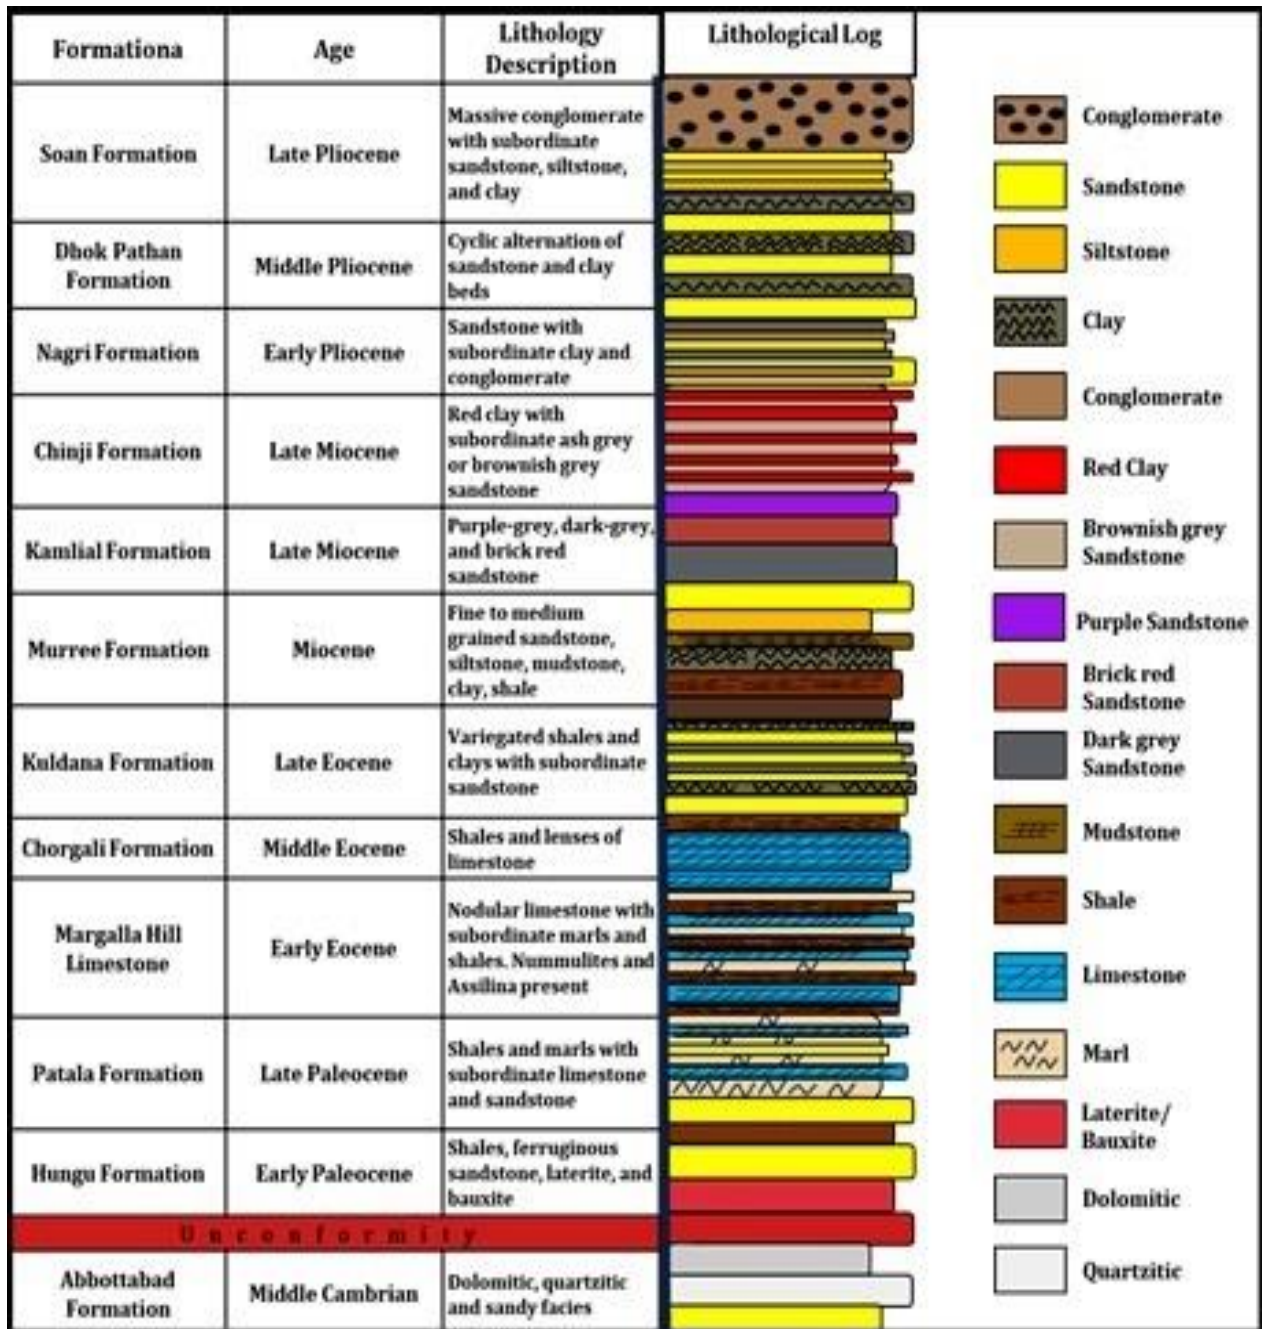 Formationa
Age
Lithology
Description
Lithological Log
Soan Formation
Late Pliocene
Massive conglomerate
with subordinate
sandstone, siltstone,
and clay
Dhok Pathan
Formation
Middle Pliocene
Cyclic alternation of
sandstone and clay
beds
Nagri Formation
Early Pliocene
Sandstone with
subordinate clay and
conglomerate
Chinji Formation
Late Miocene
Red clay with
subordinate ash grey
or brownish grey
sandstone
Kamlial Formation
Late Miocene
Purple-grey, dark-grey,
and brick red
sandstone
Murree Formation
Miocene
Fine to medium
grained sandstone,
siltstone, mudstone,
clay, shale
Kuldana Formation
Late Eocene
Variegated shales and
clays with subordinate
sandstone
Chorgali Formation
Middle Eocene
Shales and lenses of
limestone
Margalla Hill
Limestone
Early Eocene
Nodular limestone with
subordinate marls and
shales. Nummulites and
Assilina present
Patala Formation
Late Paleocene
Shales and marls with
subordinate limestone
and sandstone
Hungu Formation
Early Paleocene
Shales, ferruginous
sandstone, laterite, and
bauxite
Unconformity
Abbottabad
Formation
Middle Cambrian
Dolomitic, quartzitic
and sandy facies
Conglomerate
Sandstone
Siltstone
Clay
Conglomerate
Red Clay
Brownish grey
Sandstone
Purple Sandstone
Brick red
Sandstone
Dark grey
Sandstone
Mudstone
Shale
Limestone
Marl
Laterite/
Bauxite
Dolomitic
Quartzitic